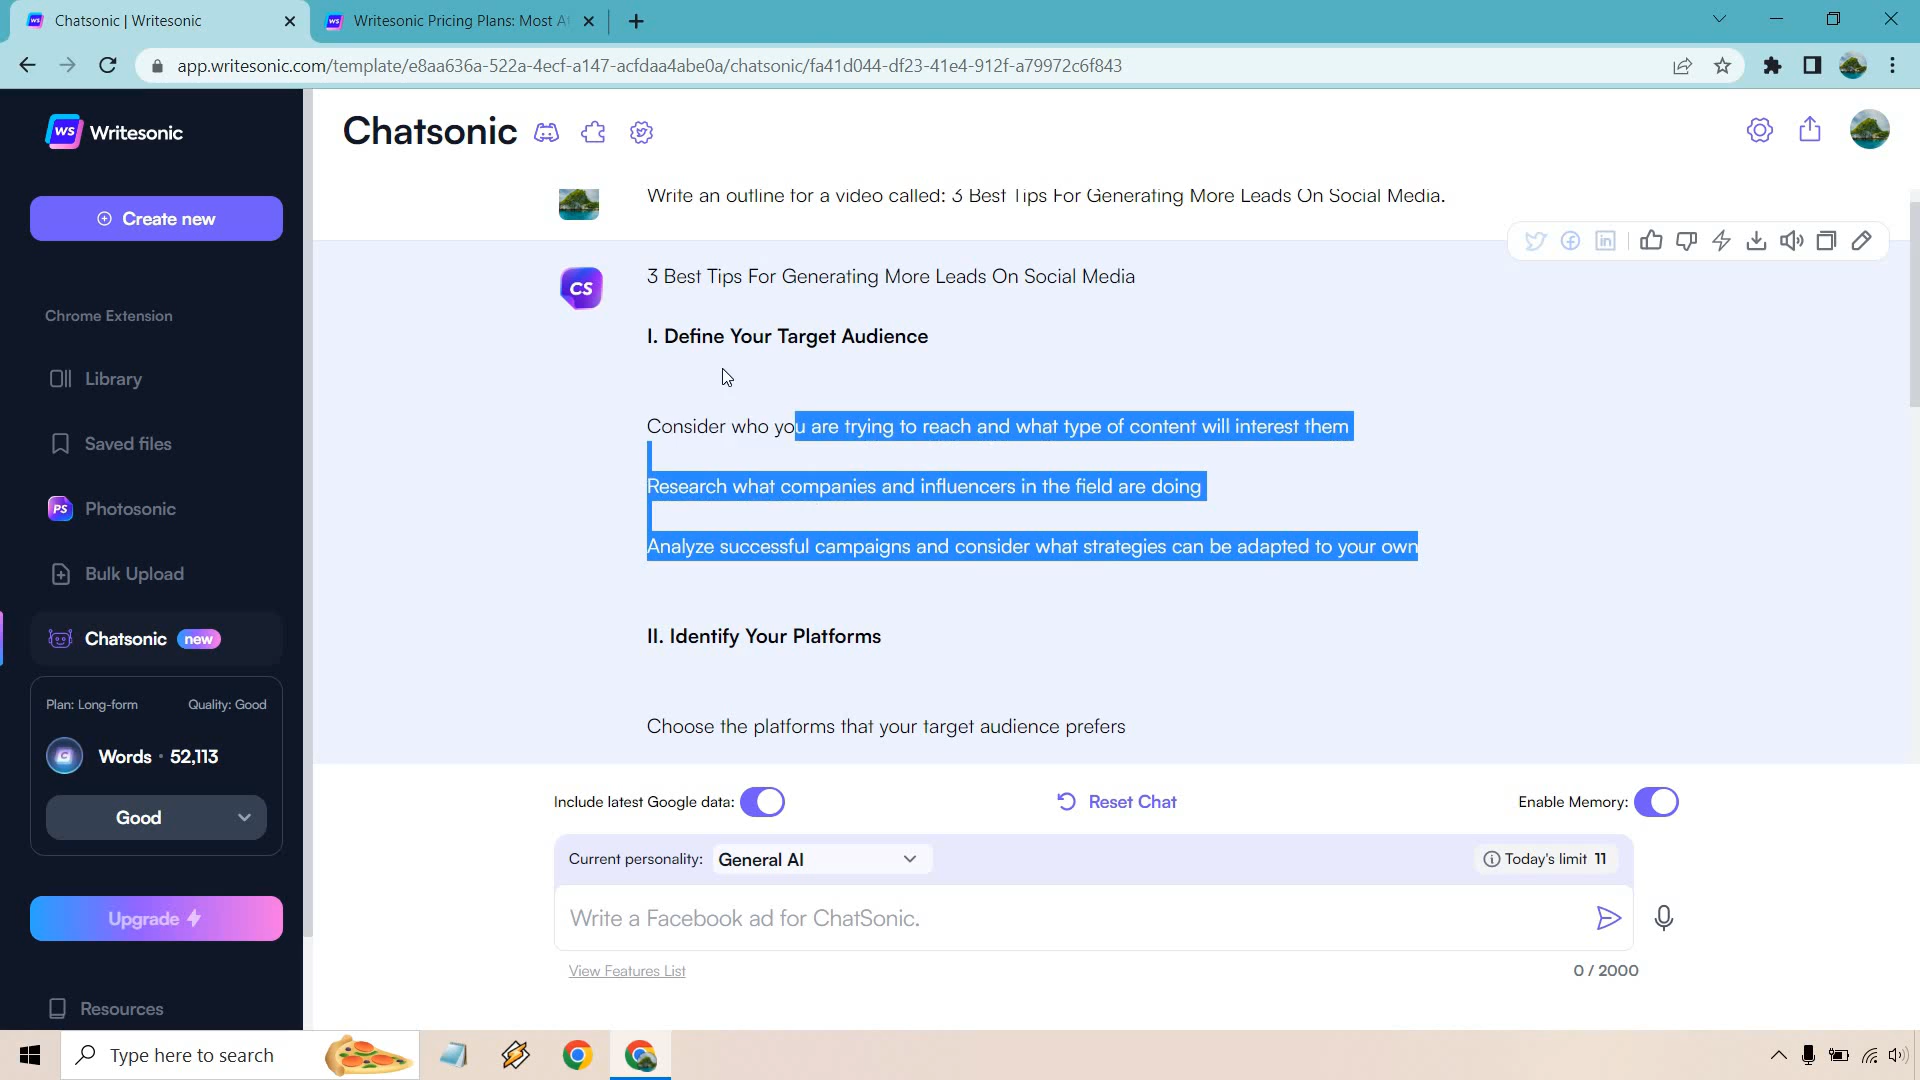 Chatsonic | Writesonic
Writesonic Pricing Plans: Most A
app.writesonic.com/template/e8aa636a-522a-4ecf-a147-acfdaa4abe0a/chatsonic/fa41d044-df23-41e4-912f-a79972c6f843
WS Writesonic
Create new
Chrome Extension
Library
Saved files
PS Photosonic
Bulk Upload
Chatsonic new
Plan: Long-form Quality: Good
Words · 52,113
Good
Upgrade
Resources
Chatsonic
Write an outline for a video called: 3 Best Tips For Generating More Leads On Social Media.
CS
3 Best Tips For Generating More Leads On Social Media
I. Define Your Target Audience
Consider who you are trying to reach and what type of content will interest them
Research what companies and influencers in the field are doing
Analyze successful campaigns and consider what strategies can be adapted to your own
II. Identify Your Platforms
Choose the platforms that your target audience prefers
Include latest Google data:
Reset Chat
Enable Memory:
Current personality: General AI
Today's limit 11
Write a Facebook ad for ChatSonic.
View Features List
0 / 2000
Type here to search